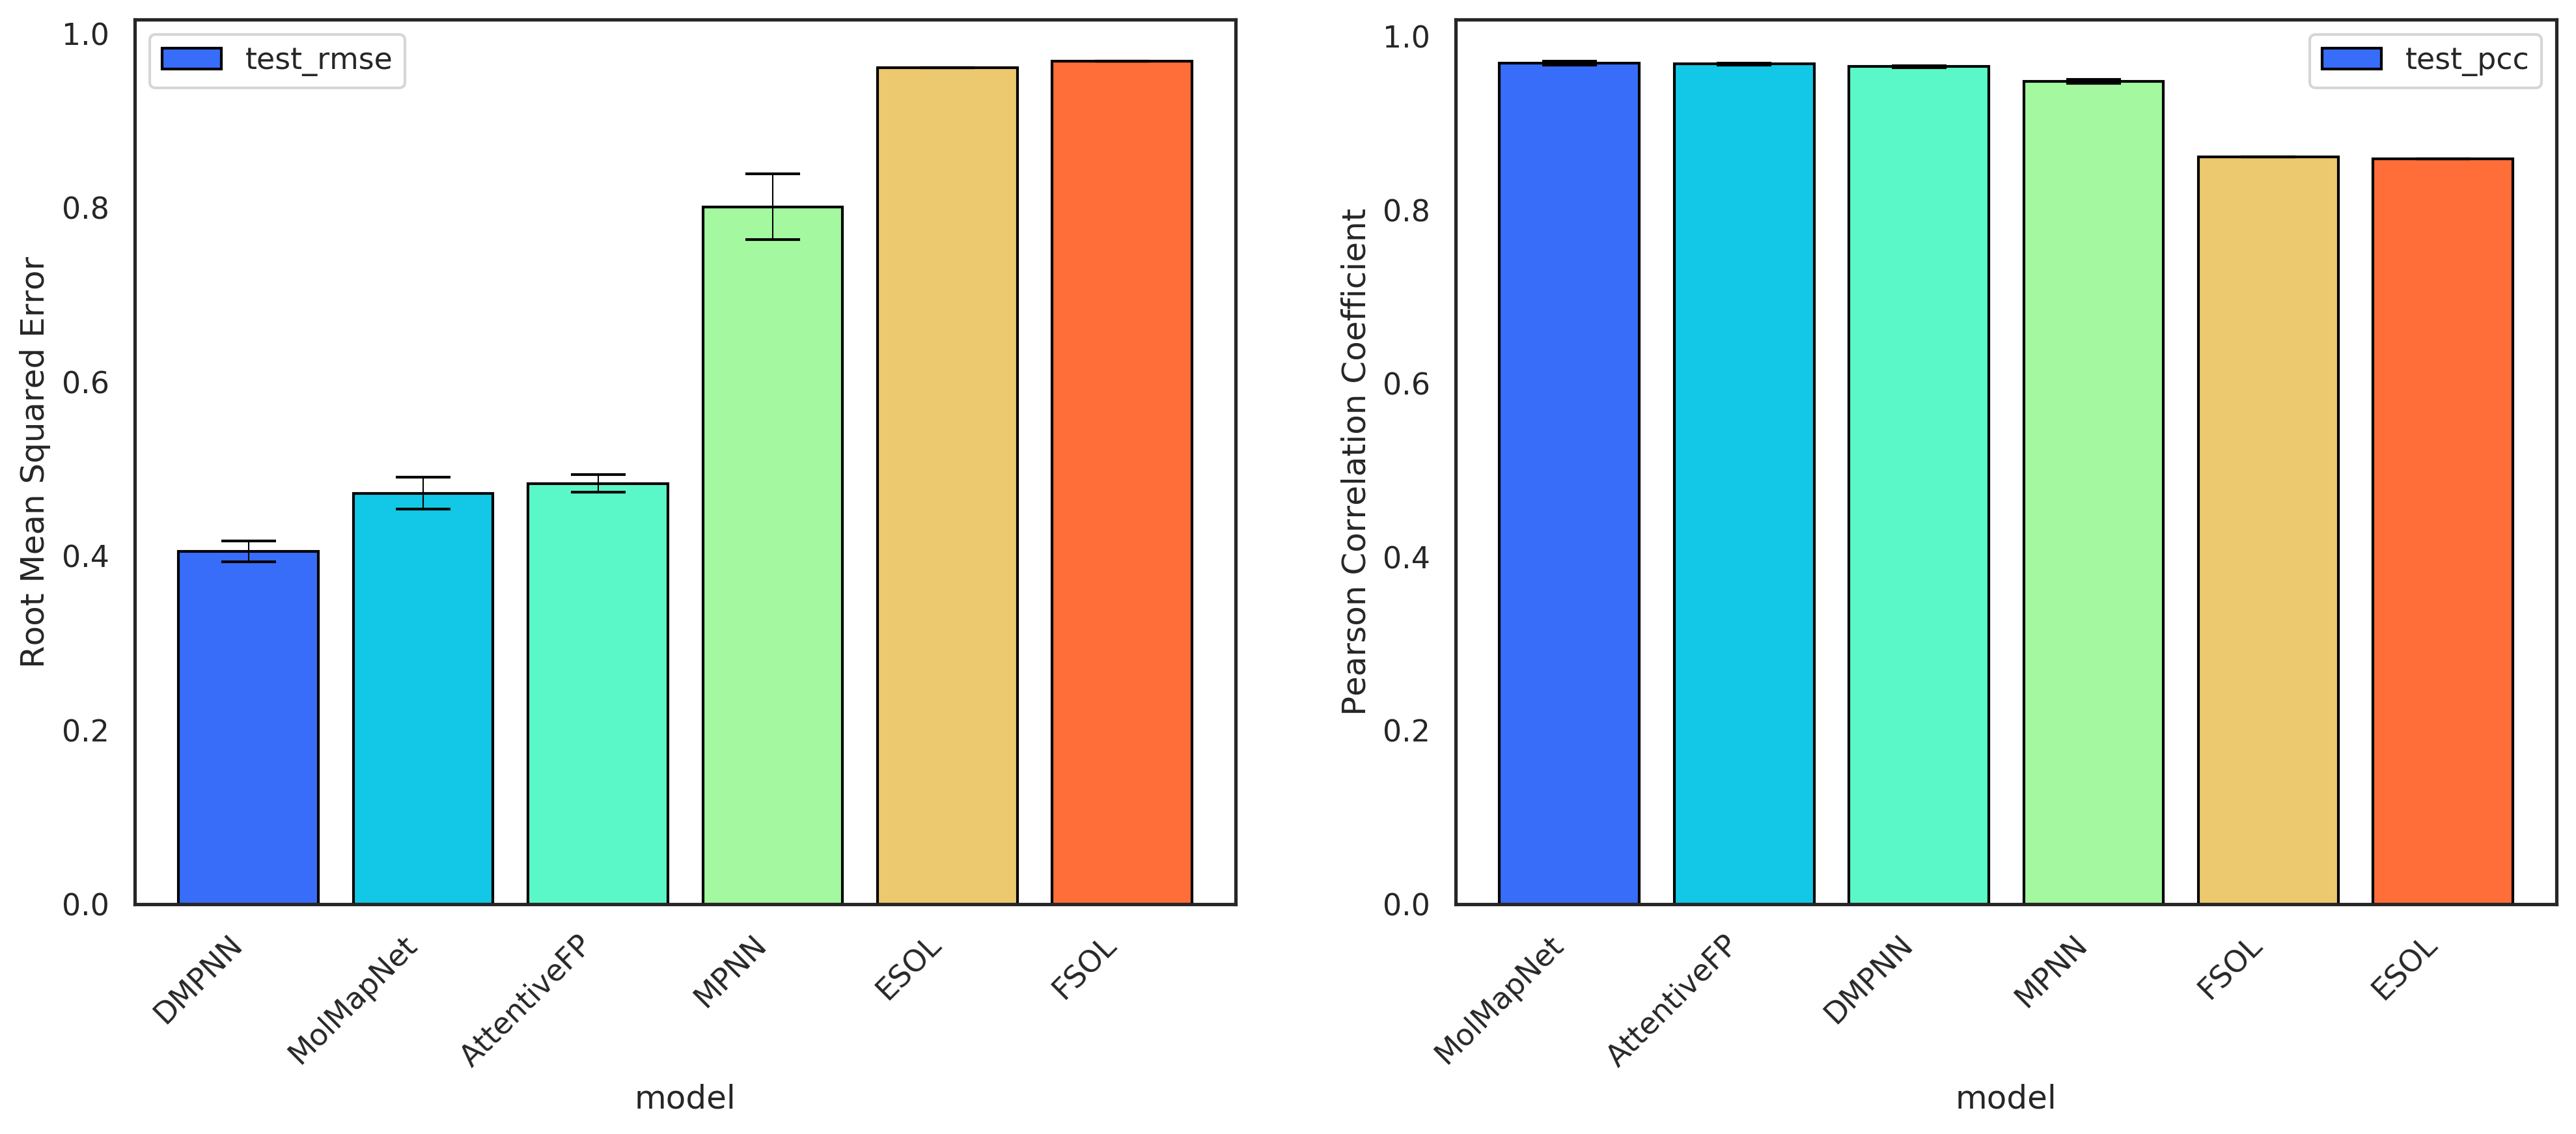 Root Mean Squared Error
1.0
0.8
0.6
0.4
0.2
0.0
test_rmse
DMPNN
MolMapNet
AttentiveFP
MPNN
ESOL
FSOL
model
Pearson Correlation Coefficient
1.0
0.8
0.6
0.4
0.2
0.0
test_pcc
MolMapNet
AttentiveFP
DMPNN
MPNN
FSOL
ESOL
model